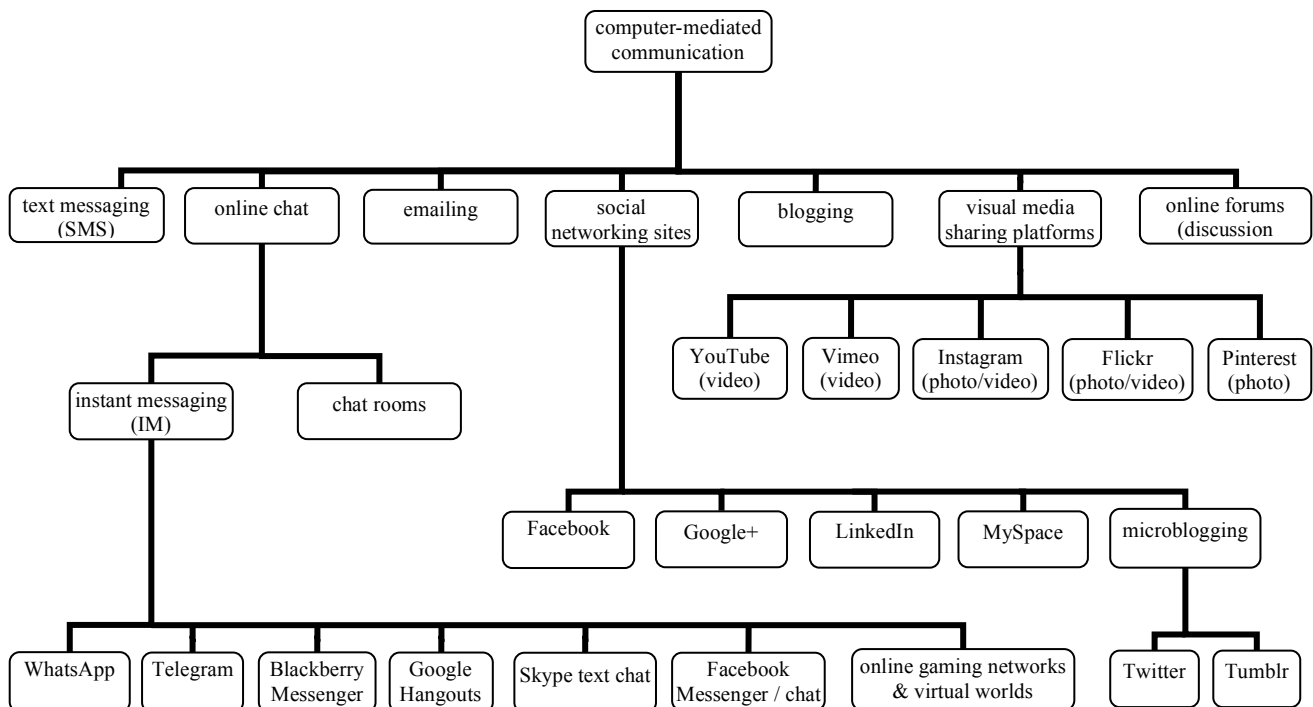 computer-mediated
communication
text messaging
(SMS)
online chat
emailing
social
networking sites
blogging
visual media
sharing platforms
online forums
(discussion
YouTube
(video)
Vimeo
(video)
Instagram
(photo/video)
Flickr
(photo/video)
Pinterest
(photo)
instant messaging
(IM)
chat rooms
Facebook
Google+
LinkedIn
MySpace
microblogging
WhatsApp
Telegram
Blackberry
Messenger
Google
Hangouts
Skype text chat
Facebook
Messenger / chat
online gaming networks
& virtual worlds
Twitter
Tumblr